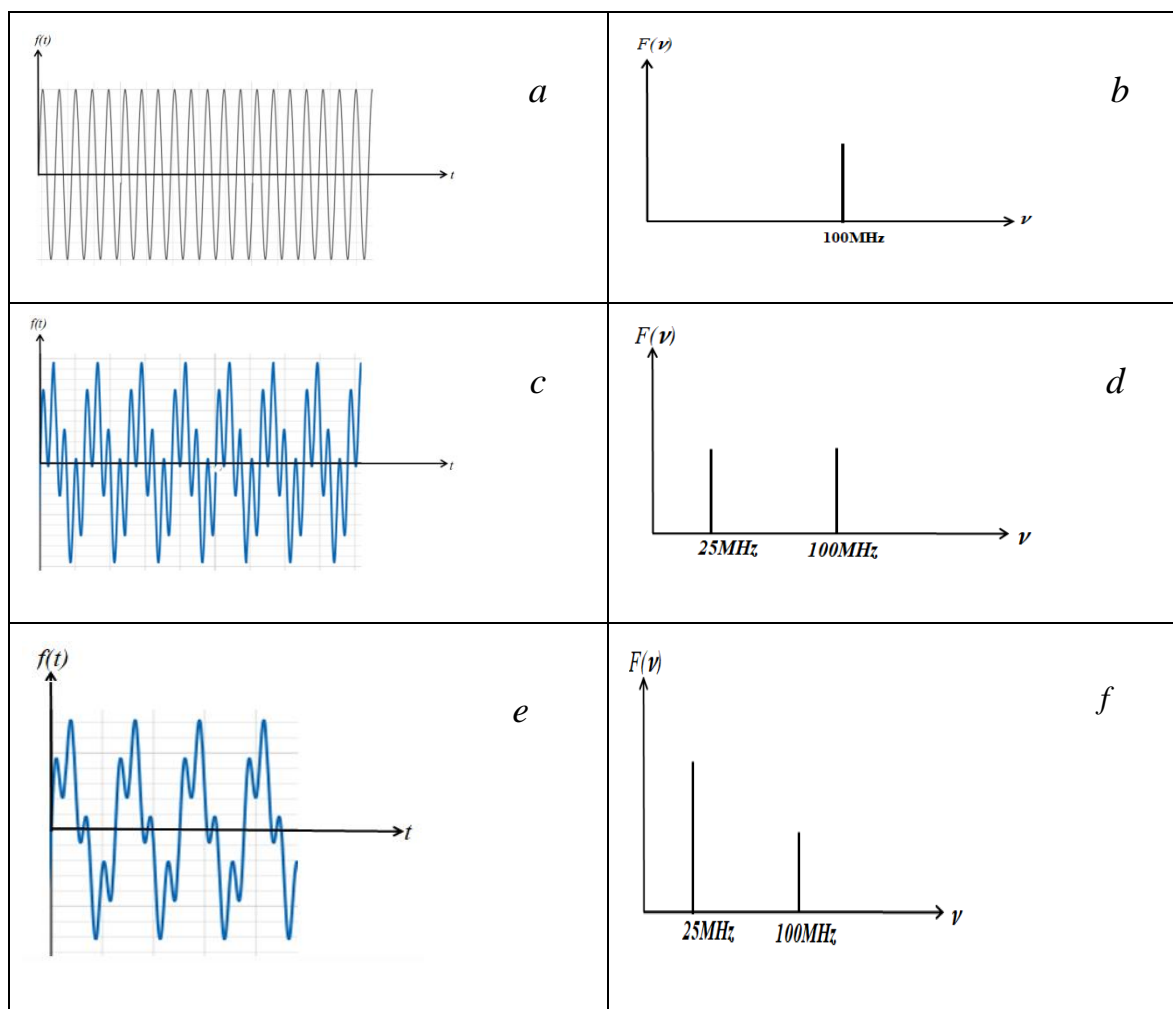 f(t)
a
t
F(ν)
b
100MHz
ν
f(t)
c
t
F(ν)
d
25MHz 100MHz
ν
f(t)
e
t
F(ν)
f
25MHz 100MHz
ν